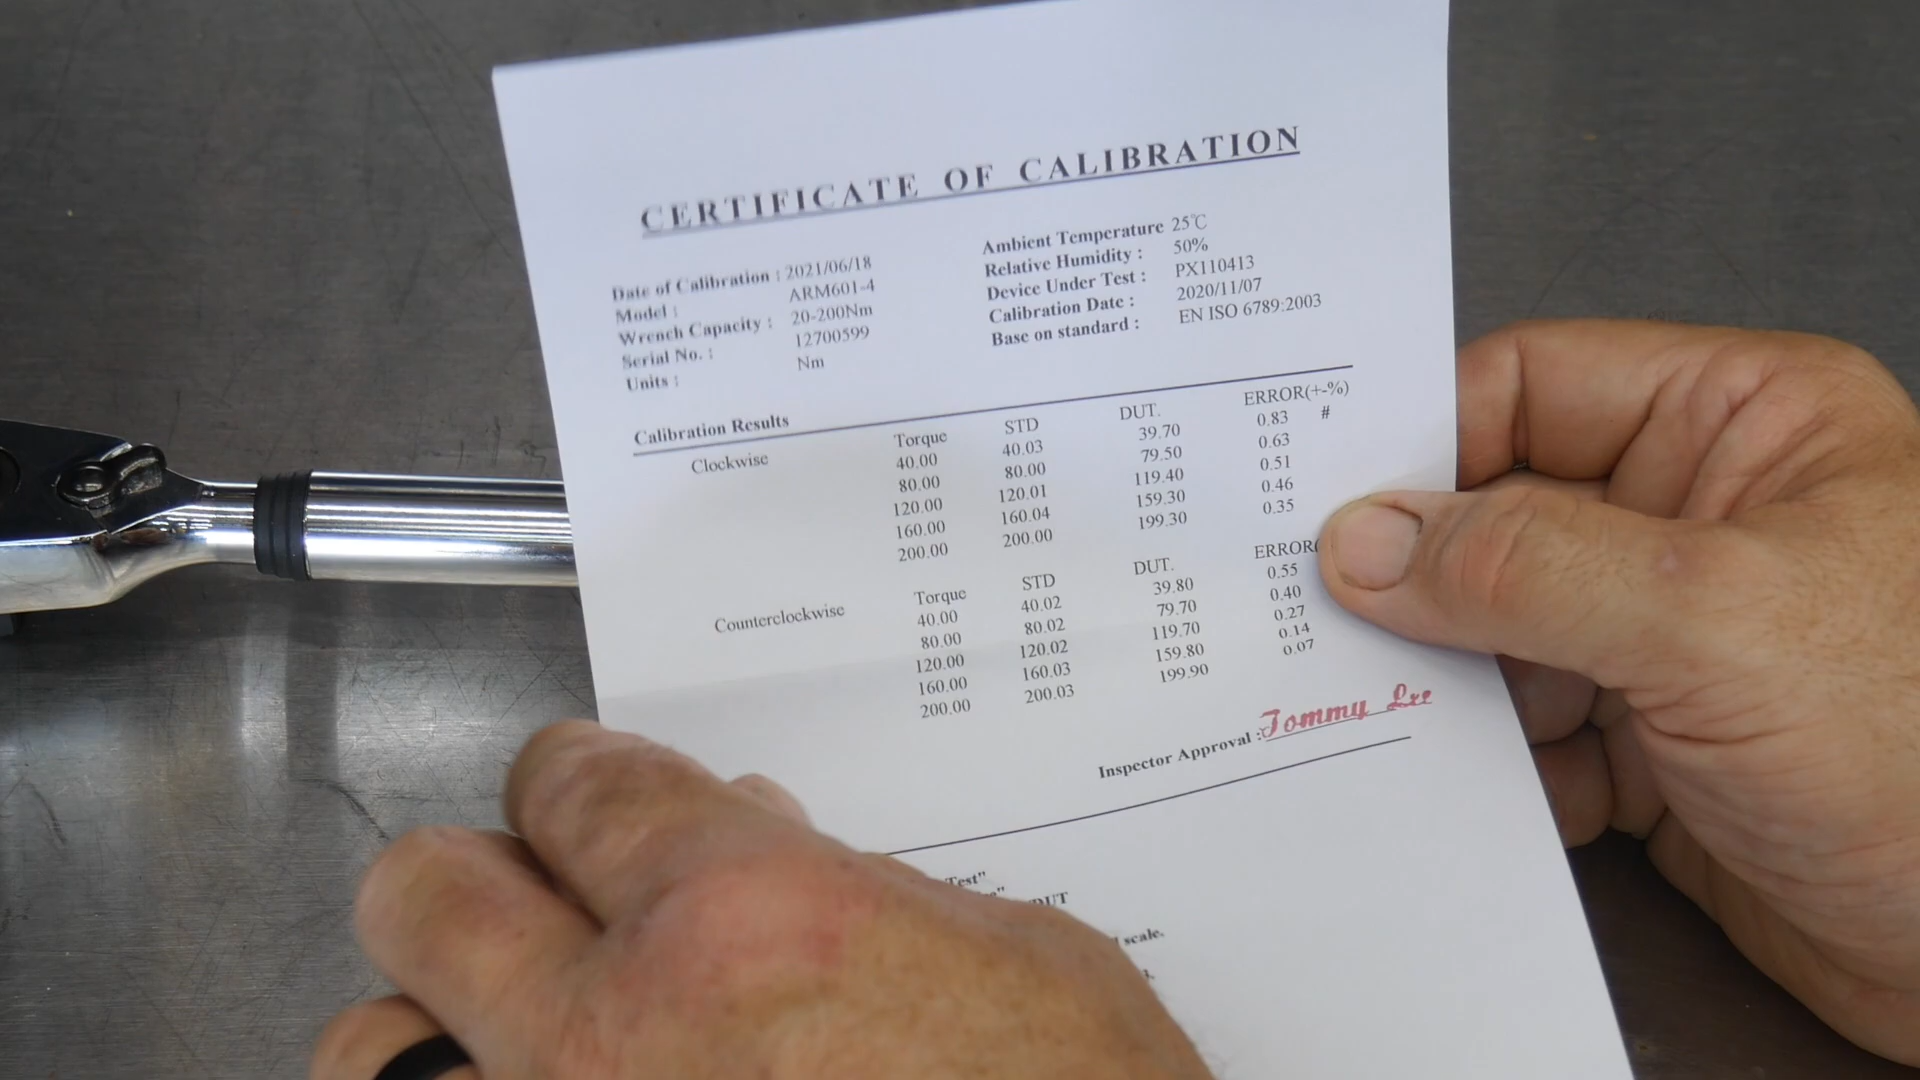 CERTIFICATE OF CALIBRATION
Date of Calibration : 2021/06/18
Model : ARM601-4
Wrench Capacity : 20-200Nm
Serial No. : 12700599
Units : Nm
Ambient Temperature 25℃
Relative Humidity : 50%
Device Under Test : PX110413
Calibration Date : 2020/11/07
Base on standard : EN ISO 6789:2003
Calibration Results
Clockwise Torque STD DUT. ERROR(+-%)
40.00 40.03 39.70 0.83 #
80.00 80.00 79.50 0.63
120.00 120.01 119.40 0.51
160.00 160.04 159.30 0.46
200.00 200.00 199.30 0.35
Counterclockwise Torque STD DUT. ERROR(
40.00 40.02 39.80 0.55
80.00 80.02 79.70 0.40
120.00 120.02 119.70 0.27
160.00 160.03 159.80 0.14
200.00 200.03 199.90 0.07
Inspector Approval : Tommy Lee
Test"
DUT
scale.